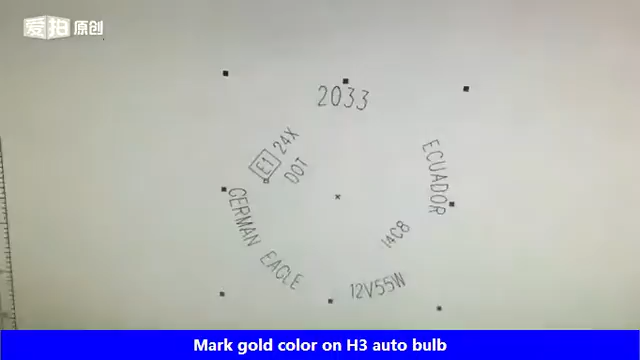 爱拍原创
2033
24X
E1
DOT
ECUADOR
GERMAN EAGLE
14C8
12V55W
Mark gold color on H3 auto bulb